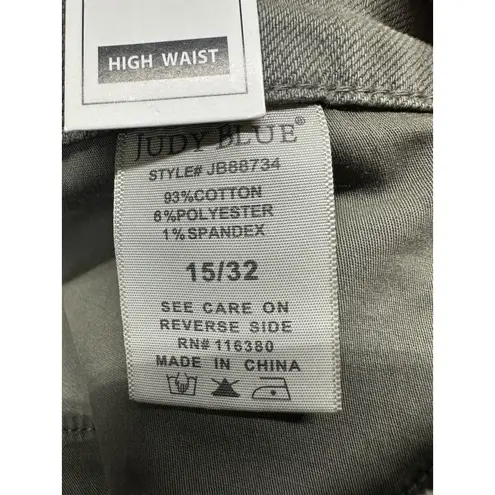 HIGH WAIST
JUDY BLUE®
STYLE# JB88734
93%COTTON
6%POLYESTER
1%SPANDEX
15/32
SEE CARE ON
REVERSE SIDE
RN# 116380
MADE IN CHINA